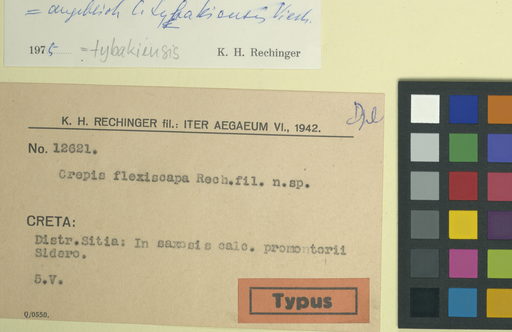 = angeblich C. tybakiensis Vierh.
1975 = tybakiensis K. H. Rechinger
Dpl
K. H. RECHINGER fil.: ITER AEGAEUM VI., 1942.
No. 12621.
Crepis flexiscapa Rech.fil. n.sp.
CRETA:
Distr.Sitia: In saxosis calc. promontorii
Sidero.
5.V.
Typus
Q/0550.